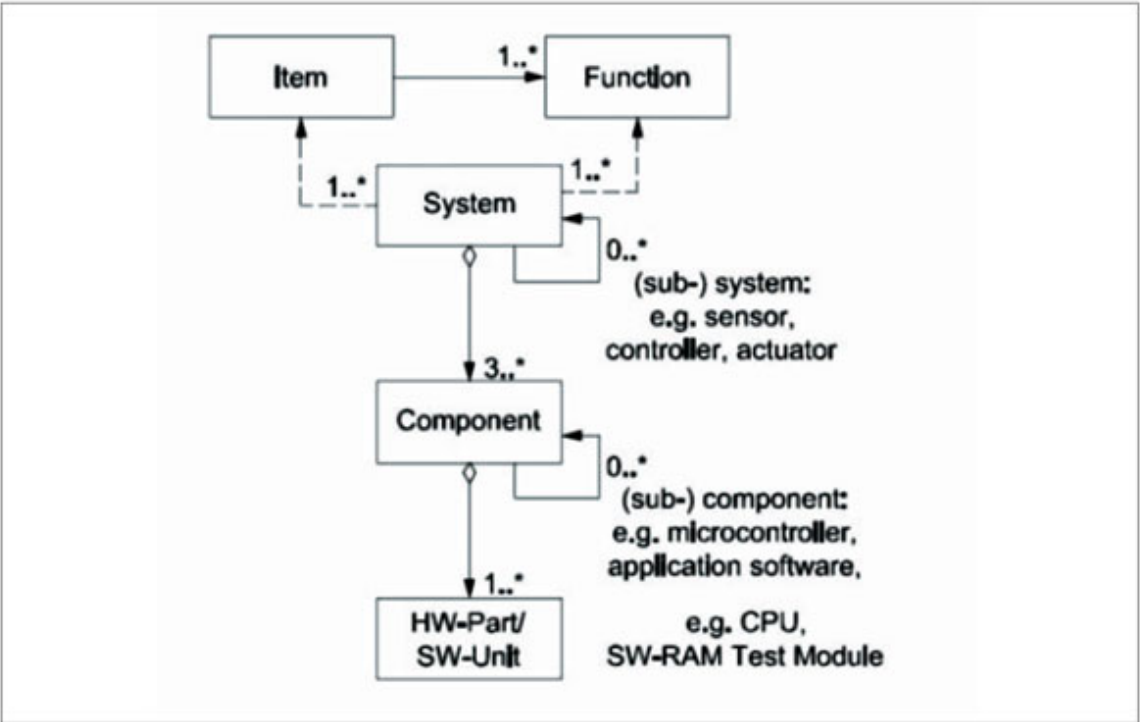 Item
1..*
Function
1..*
System
1..*
0..*
(sub-) system:
e.g. sensor,
controller, actuator
3..*
Component
0..*
(sub-) component:
e.g. microcontroller,
application software,
1..*
HW-Part/
SW-Unit
e.g. CPU,
SW-RAM Test Module